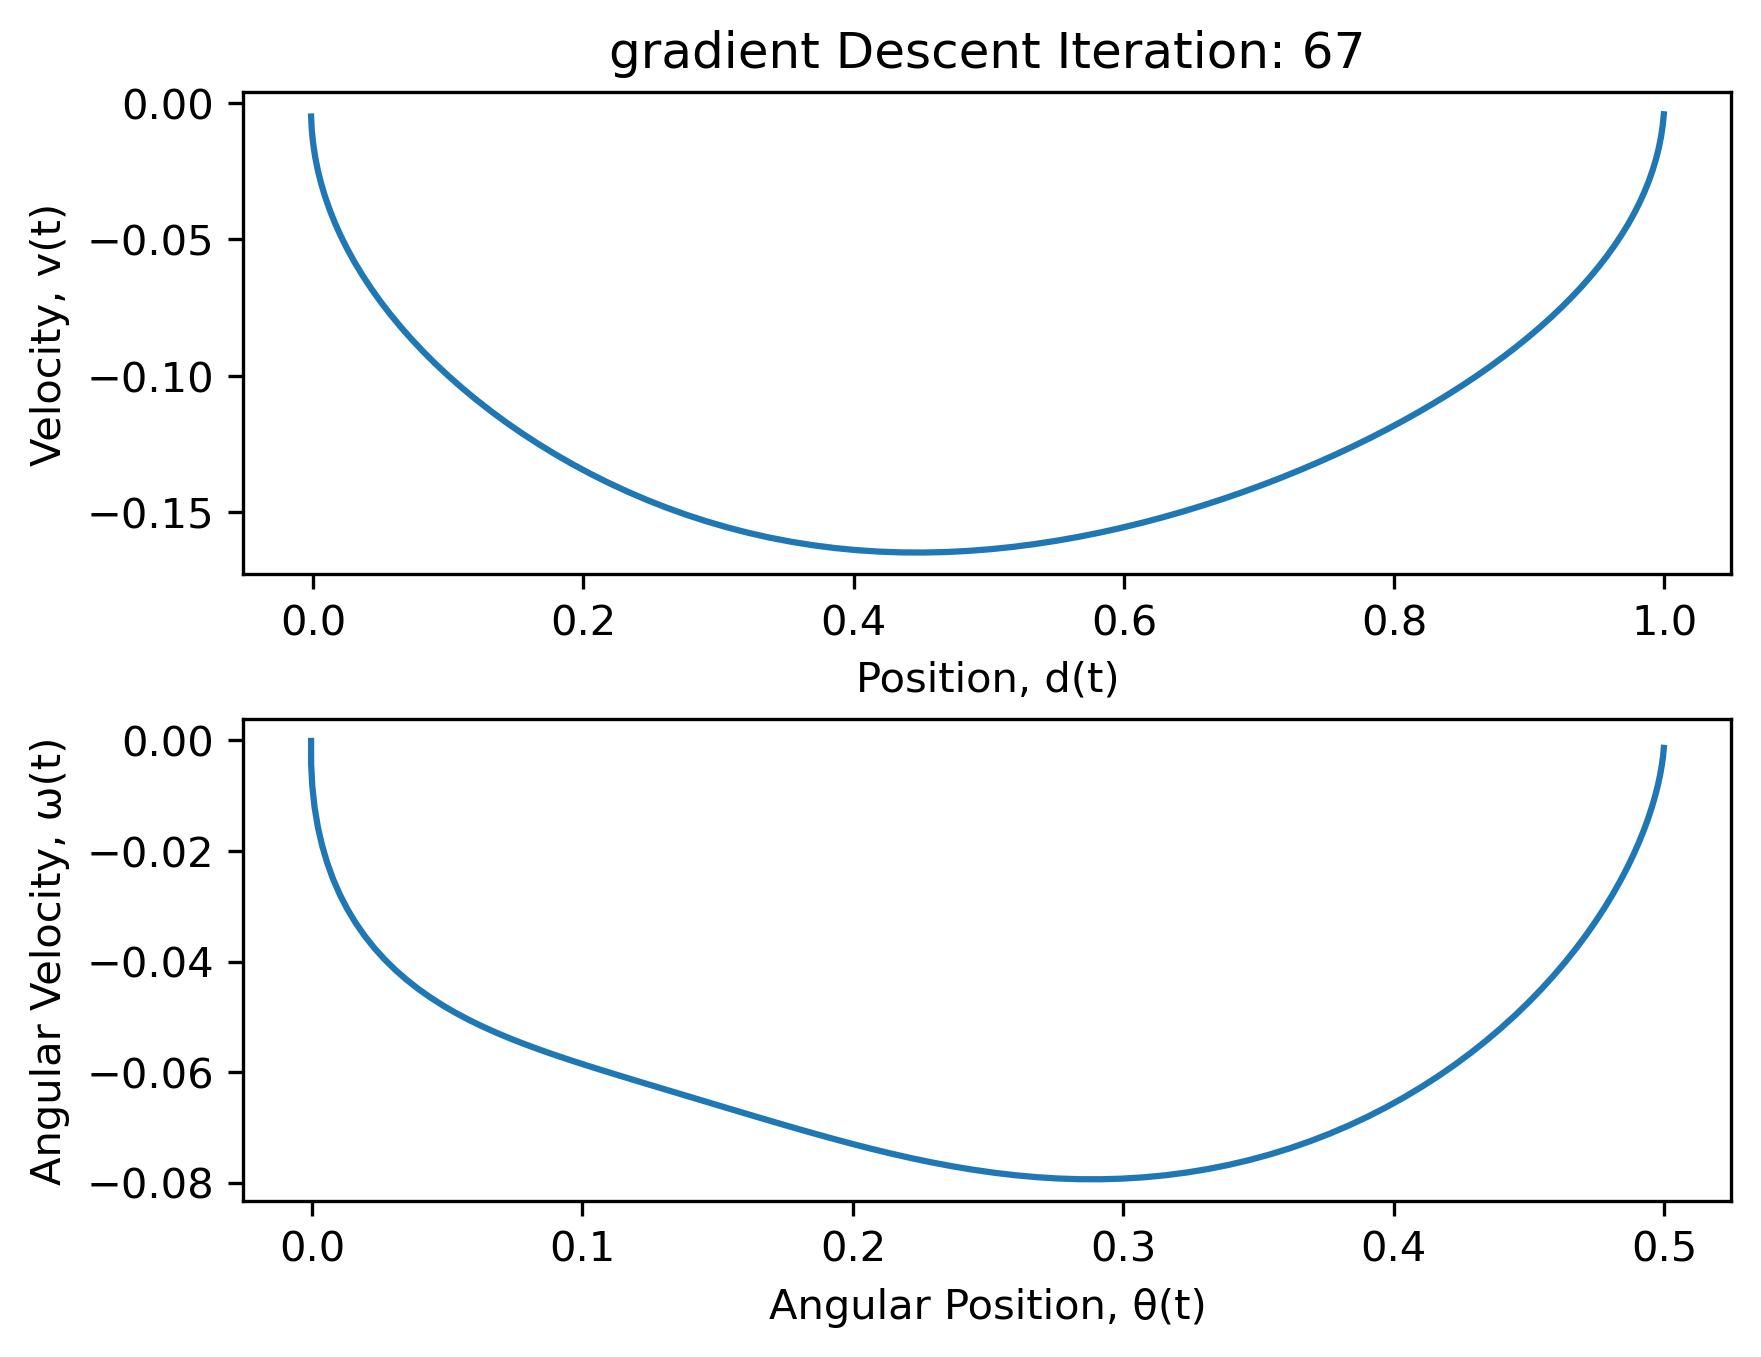 gradient Descent Iteration: 67
0.00
−0.05
−0.10
−0.15
Velocity, v(t)
0.0 0.2 0.4 0.6 0.8 1.0
Position, d(t)
0.00
−0.02
−0.04
−0.06
−0.08
Angular Velocity, ω(t)
0.0 0.1 0.2 0.3 0.4 0.5
Angular Position, θ(t)